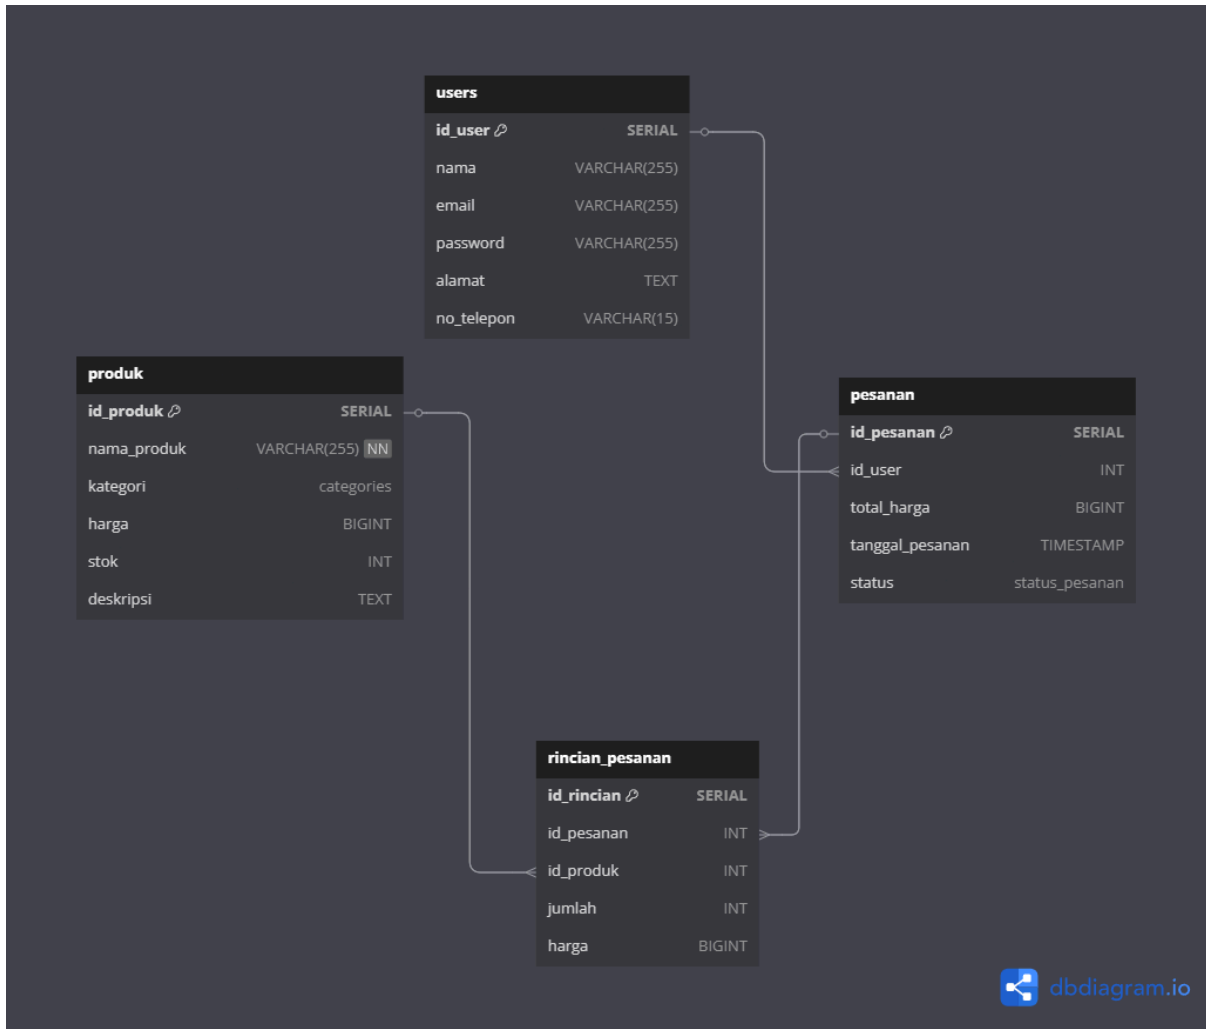 users
id_user SERIAL
nama VARCHAR(255)
email VARCHAR(255)
password VARCHAR(255)
alamat TEXT
no_telepon VARCHAR(15)
produk
id_produk SERIAL
nama_produk VARCHAR(255) NN
kategori categories
harga BIGINT
stok INT
deskripsi TEXT
pesanan
id_pesanan SERIAL
id_user INT
total_harga BIGINT
tanggal_pesanan TIMESTAMP
status status_pesanan
rincian_pesanan
id_rincian SERIAL
id_pesanan INT
id_produk INT
jumlah INT
harga BIGINT
dbdiagram.io